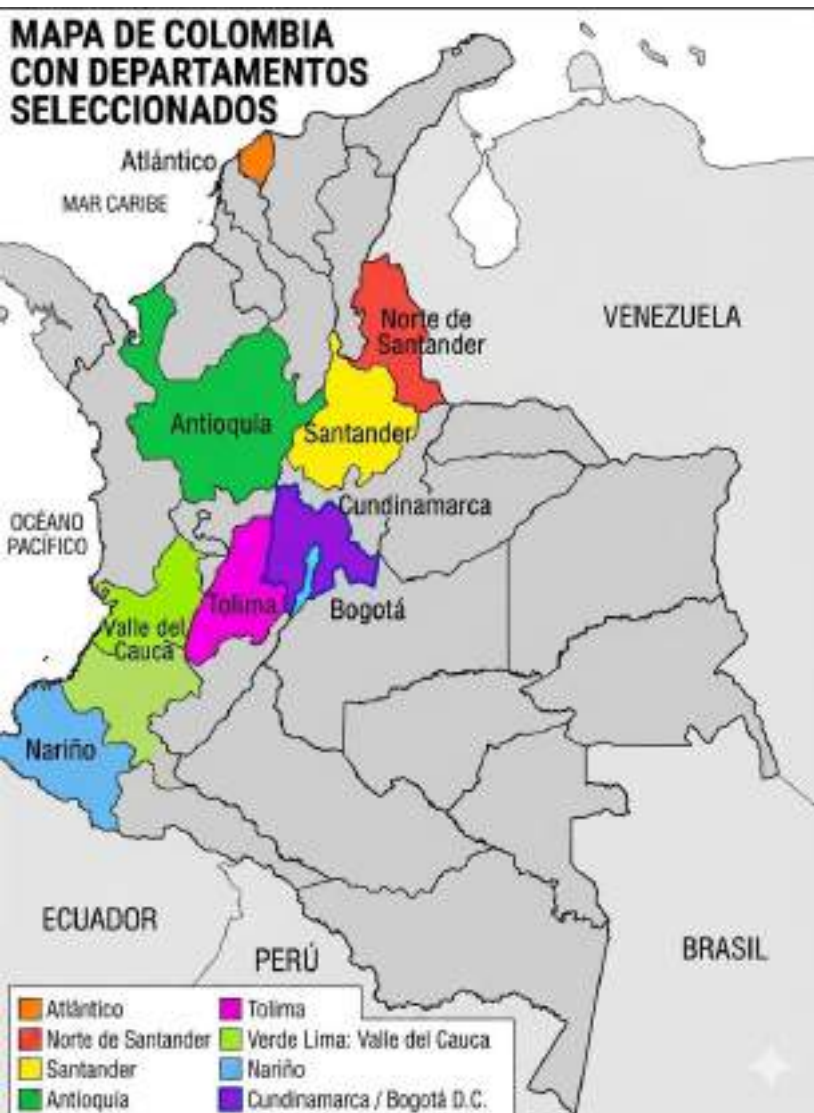 MAPA DE COLOMBIA
CON DEPARTAMENTOS
SELECCIONADOS
Atlántico
MAR CARIBE
VENEZUELA
Norte de
Santander
Antioquia
Santander
Cundinamarca
OCÉANO
PACÍFICO
Tolima
Bogotá
Valle del
Cauca
Nariño
ECUADOR
PERÚ
BRASIL
Atlántico
Norte de Santander
Santander
Antioquia
Tolima
Verde Lima: Valle del Cauca
Nariño
Cundinamarca / Bogotá D.C.